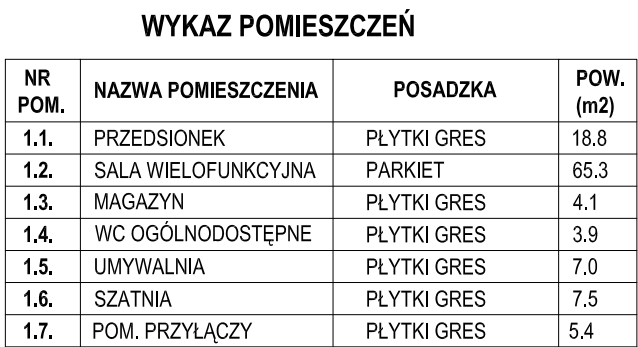 WYKAZ POMIESZCZEŃ
NR POM. NAZWA POMIESZCZENIA POSADZKA POW. (m2)
1.1. PRZEDSIONEK PŁYTKI GRES 18.8
1.2. SALA WIELOFUNKCYJNA PARKIET 65.3
1.3. MAGAZYN PŁYTKI GRES 4.1
1.4. WC OGÓLNODOSTĘPNE PŁYTKI GRES 3.9
1.5. UMYWALNIA PŁYTKI GRES 7.0
1.6. SZATNIA PŁYTKI GRES 7.5
1.7. POM. PRZYŁĄCZY PŁYTKI GRES 5.4